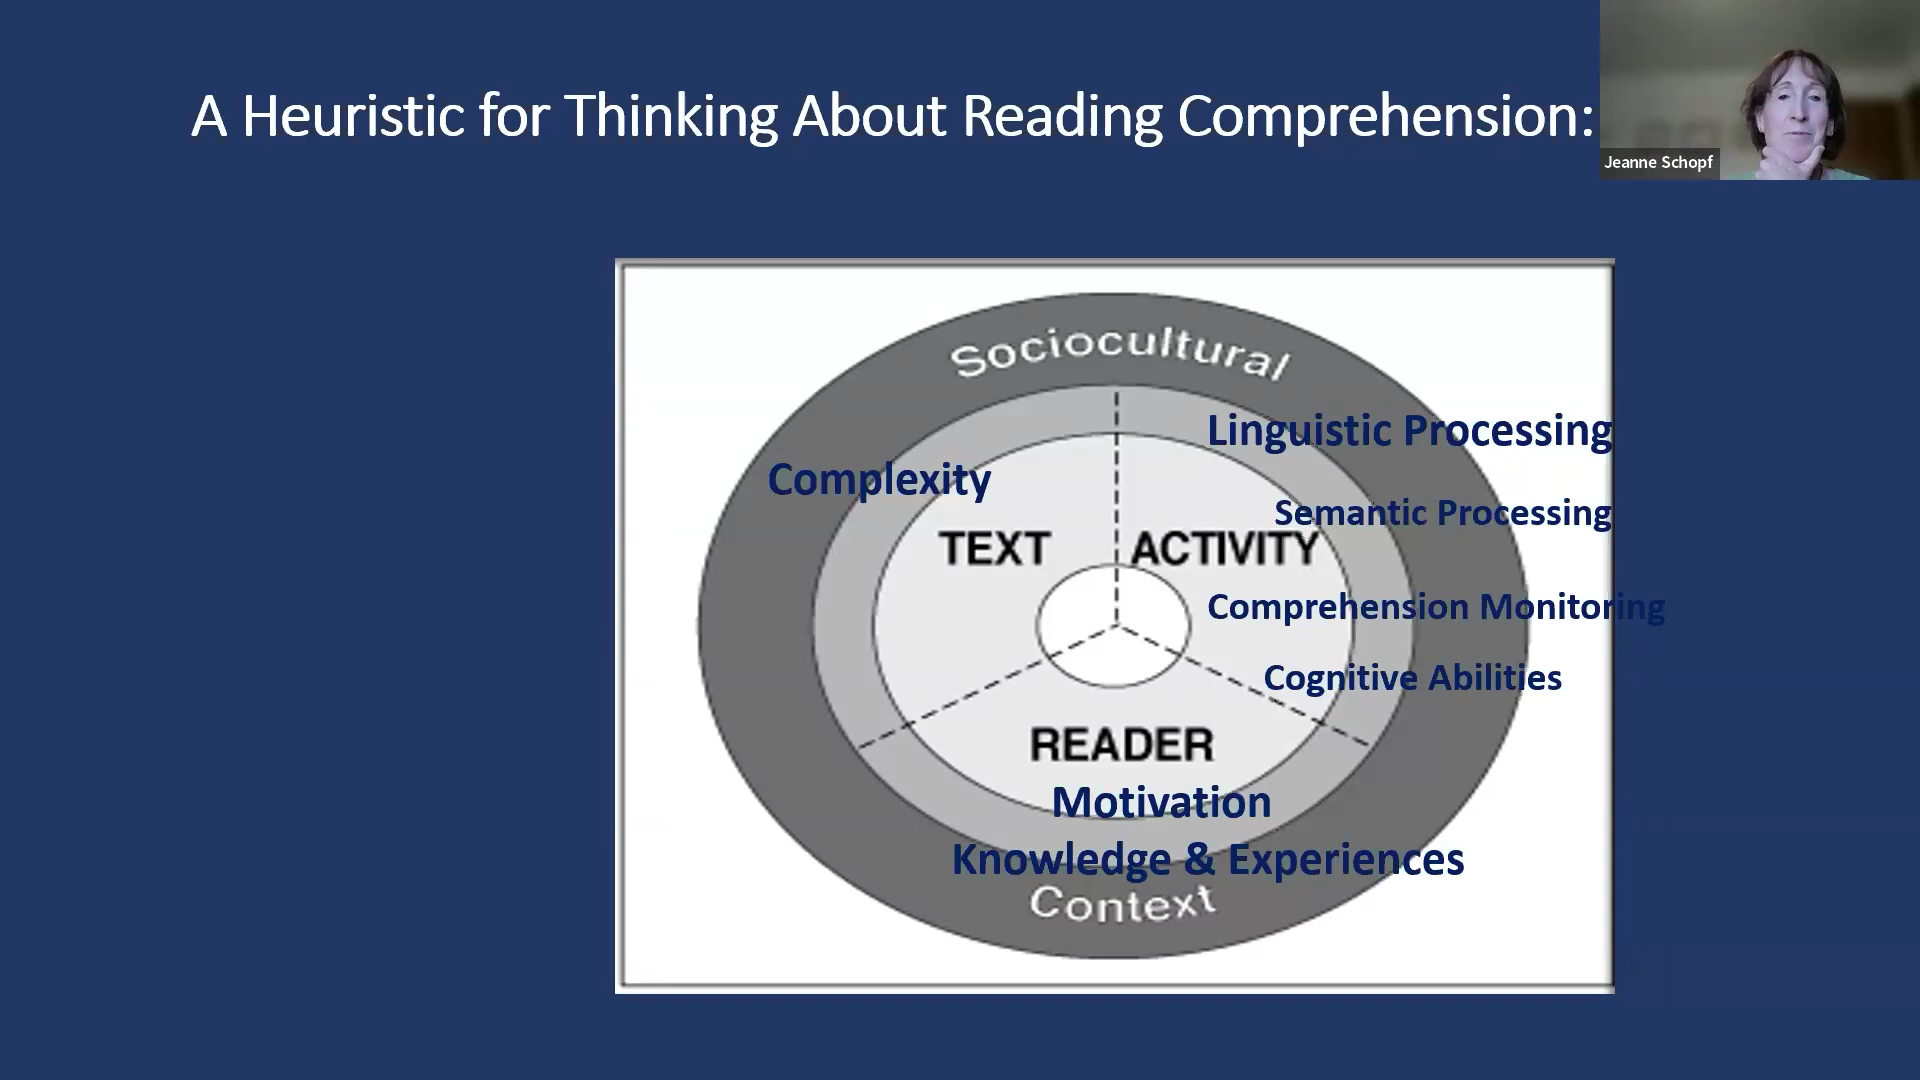 A Heuristic for Thinking About Reading Comprehension:
Jeanne Schopf
Sociocultural
Linguistic Processing
Complexity
Semantic Processing
TEXT
ACTIVITY
Comprehension Monitoring
Cognitive Abilities
READER
Motivation
Knowledge & Experiences
Context